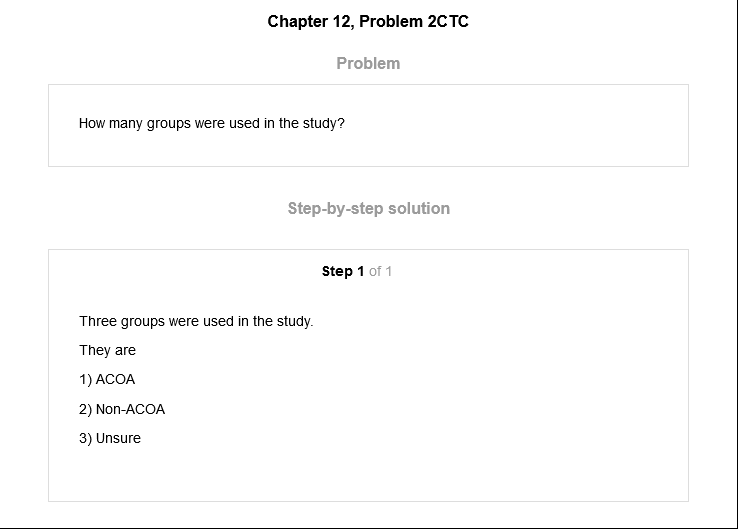 Chapter 12, Problem 2CTC
Problem
How many groups were used in the study?
Step-by-step solution
Step 1 of 1
Three groups were used in the study.
They are
1) ACOA
2) Non-ACOA
3) Unsure